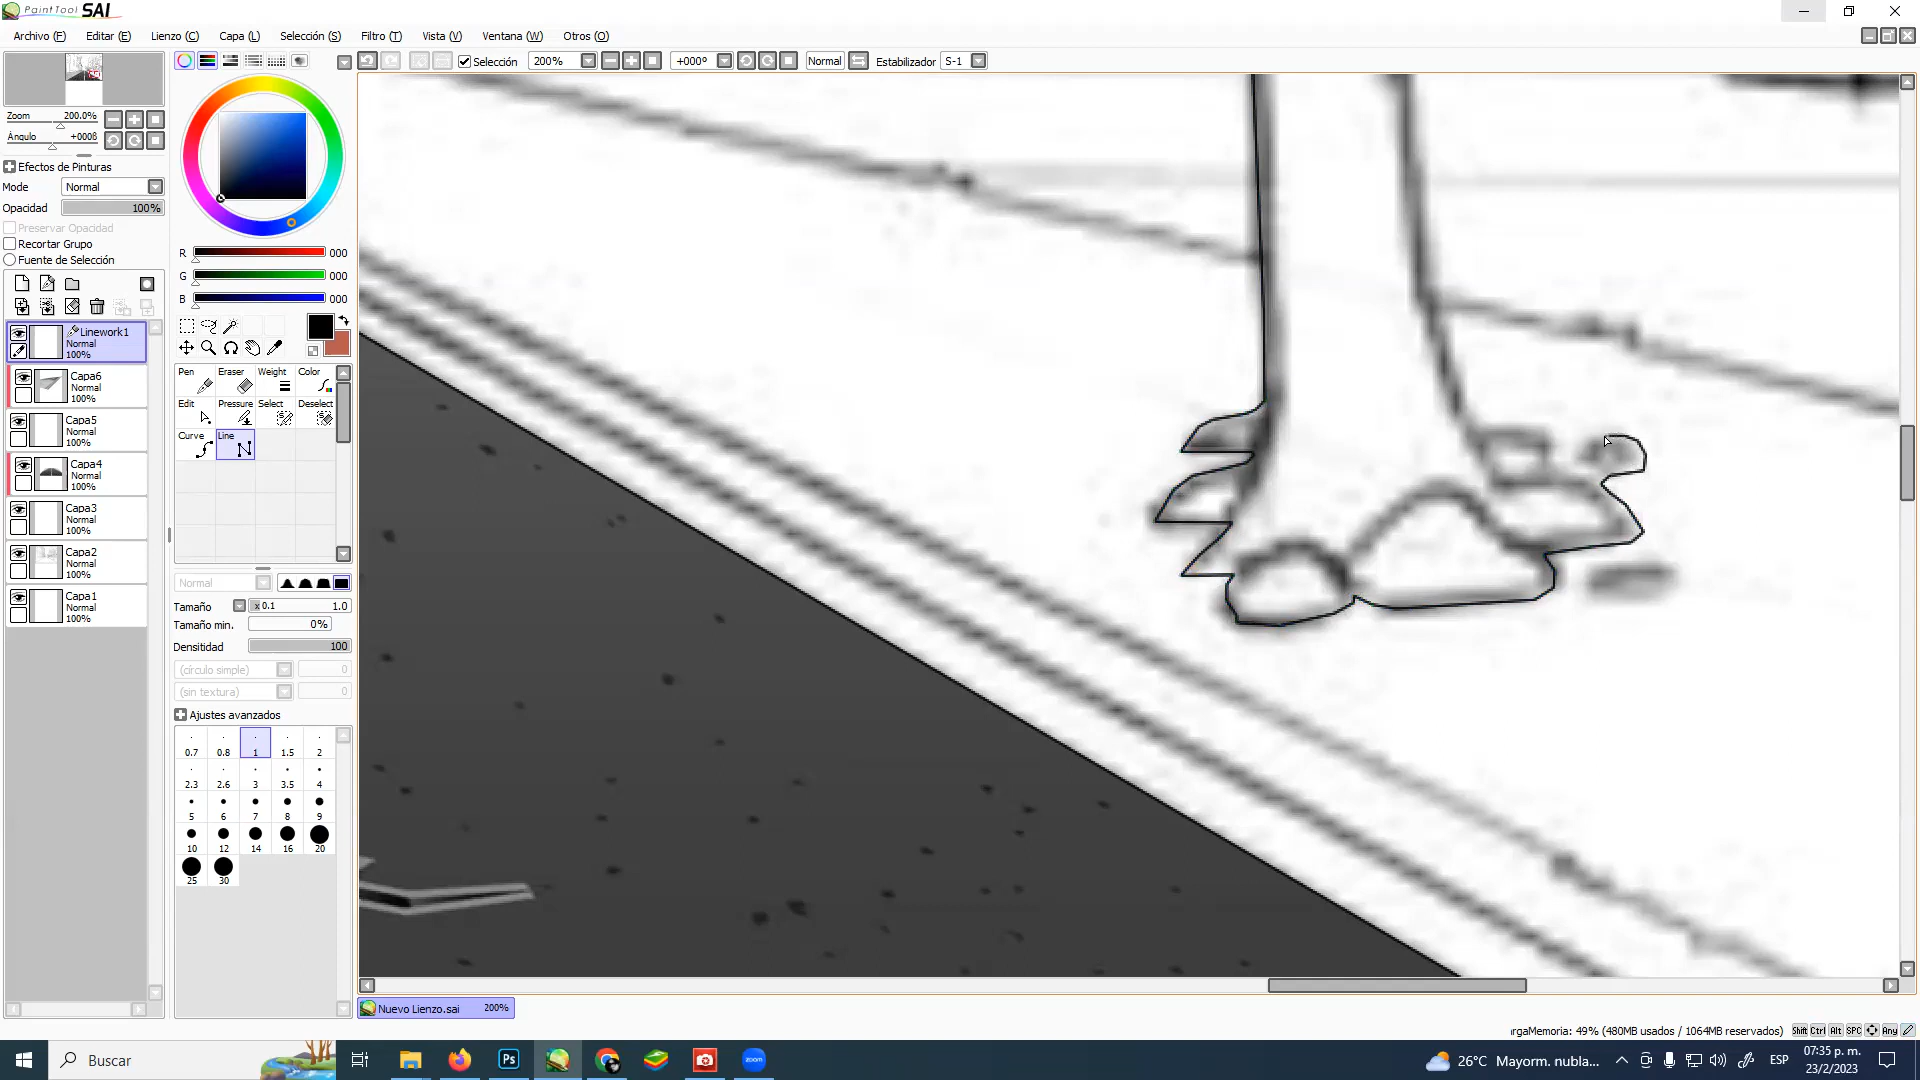 PaintTool SAI
Archivo (F) Editar (E) Lienzo (C) Capa (L) Selección (S) Filtro (T) Vista (V) Ventana (W) Otros (O)
Selección 200% +000º Normal Estabilizador S-1
Zoom 200.0%
Ángulo +000ß
Efectos de Pinturas
Mode Normal
Opacidad 100%
Preservar Opacidad
Recortar Grupo
Fuente de Selección
Linework1
Normal
100%
Capa6
Normal
100%
Capa5
Normal
100%
Capa4
Normal
100%
Capa3
Normal
100%
Capa2
Normal
100%
Capa1
Normal
100%
R 000
G 000
B 000
Pen Eraser Weight Color
Edit Pressure Select Deselect
Curve Line
Normal
Tamaño x 0.1 1.0
Tamaño min. 0%
Densitidad 100
(círculo simple) 0
(sin textura) 0
Ajustes avanzados
0.7 0.8 1 1.5 2
2.3 2.6 3 3.5 4
5 6 7 8 9
10 12 14 16 20
25 30
Nuevo Lienzo.sai 200%
argaMemoria: 49% (480MB usados / 1064MB reservados) Shift Ctrl Alt SPC Any
Buscar
Ps
zoom
26°C Mayorm. nubla... ESP
07:35 p. m.
23/2/2023